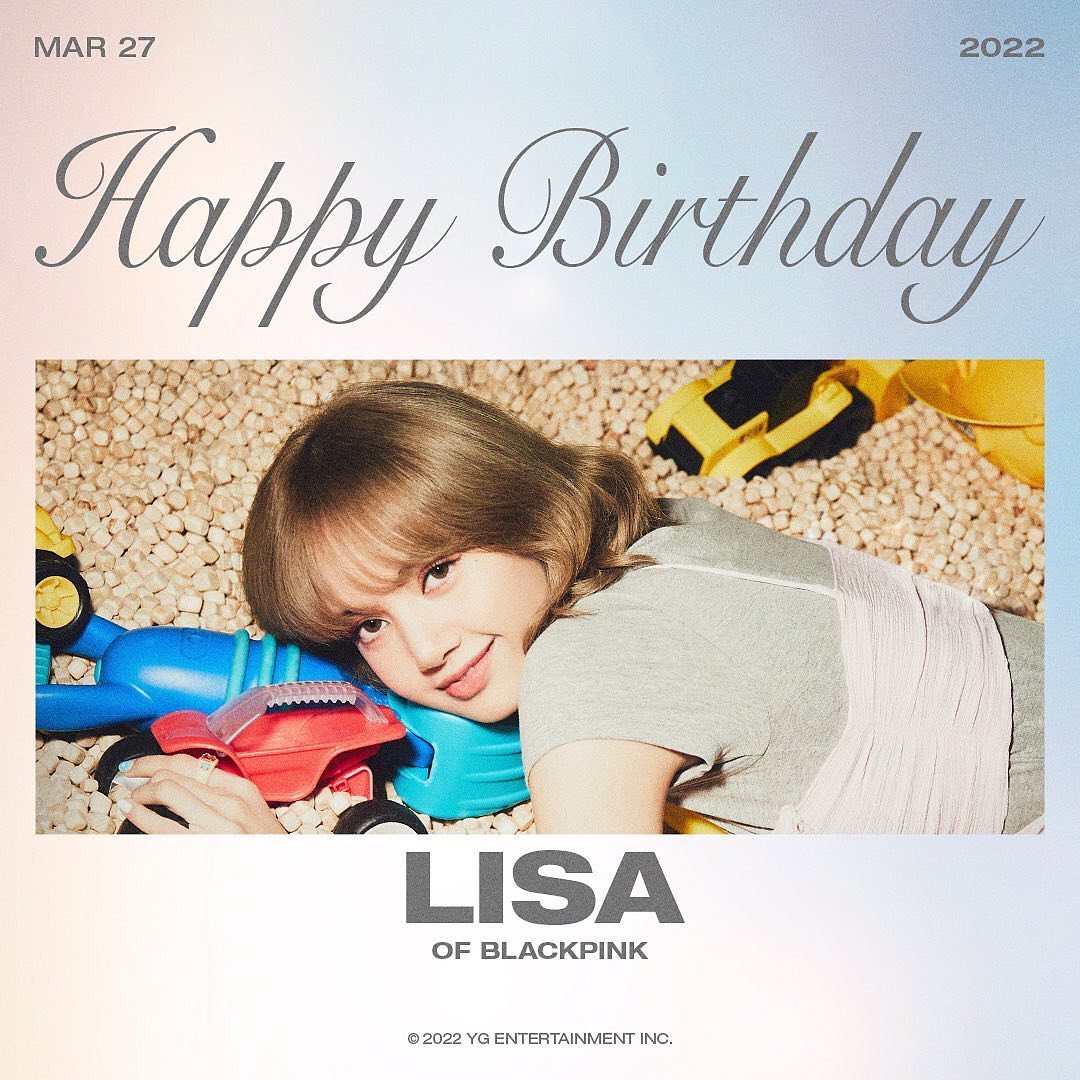 MAR 27
2022
Happy Birthday
LISA
OF BLACKPINK
© 2022 YG ENTERTAINMENT INC.